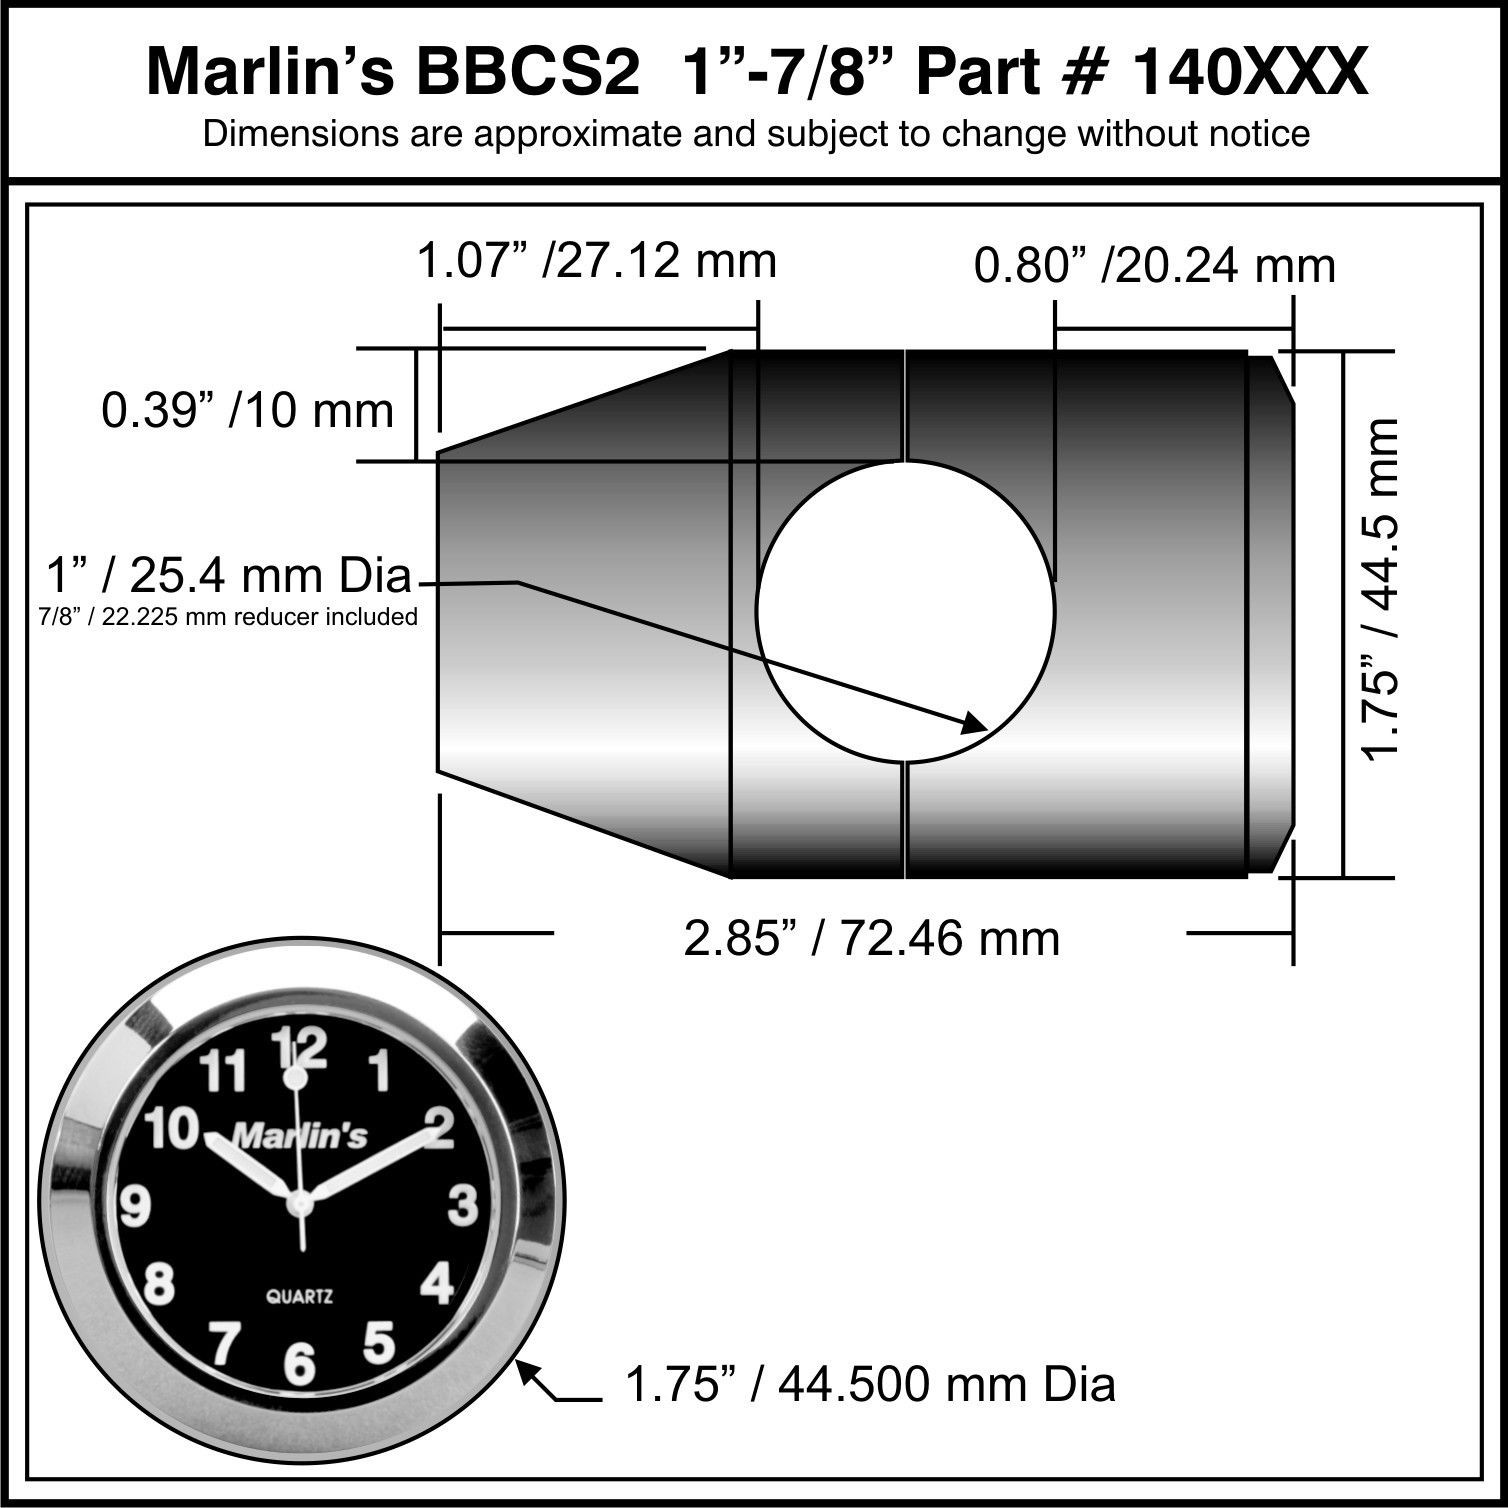 Marlin’s BBCS2 1”-7/8” Part # 140XXX
Dimensions are approximate and subject to change without notice
1.07” /27.12 mm
0.80” /20.24 mm
0.39” /10 mm
1” / 25.4 mm Dia
7/8” / 22.225 mm reducer included
1.75” / 44.5 mm
2.85” / 72.46 mm
12
11 1
10 2
Marlin's
9 3
8 4
QUARTZ
7 5
6
1.75” / 44.500 mm Dia